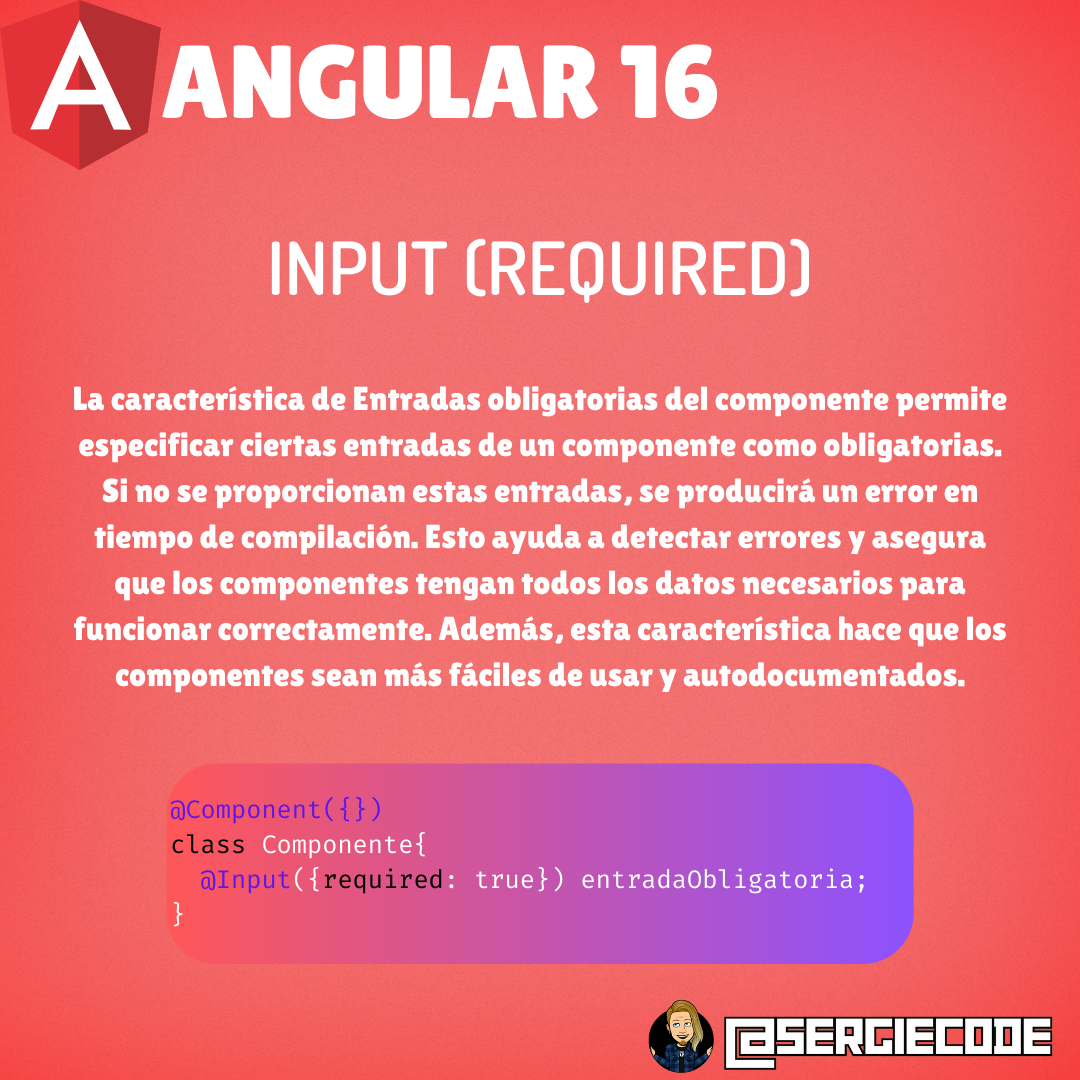 A ANGULAR 16
INPUT (REQUIRED)
La característica de Entradas obligatorias del componente permite
especificar ciertas entradas de un componente como obligatorias.
Si no se proporcionan estas entradas, se producirá un error en
tiempo de compilación. Esto ayuda a detectar errores y asegura
que los componentes tengan todos los datos necesarios para
funcionar correctamente. Además, esta característica hace que los
componentes sean más fáciles de usar y autodocumentados.
@Component({})
class Componente{
  @Input({required: true}) entradaObligatoria;
}
@SERGIECODE